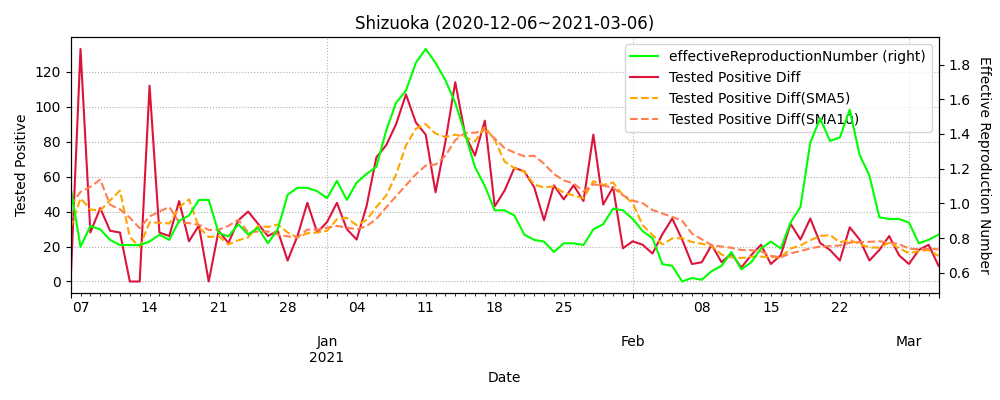 Shizuoka (2020-12-06~2021-03-06)
effectiveReproductionNumber (right)
Tested Positive Diff
Tested Positive Diff(SMA5)
Tested Positive Diff(SMA10)
Tested Positive
120
100
80
60
40
20
0
1.8
1.6
1.4
1.2
1.0
0.8
0.6
Effective Reproduction Number
07 14 21 28 04 11 18 25 08 15 22
Jan Feb Mar
2021
Date